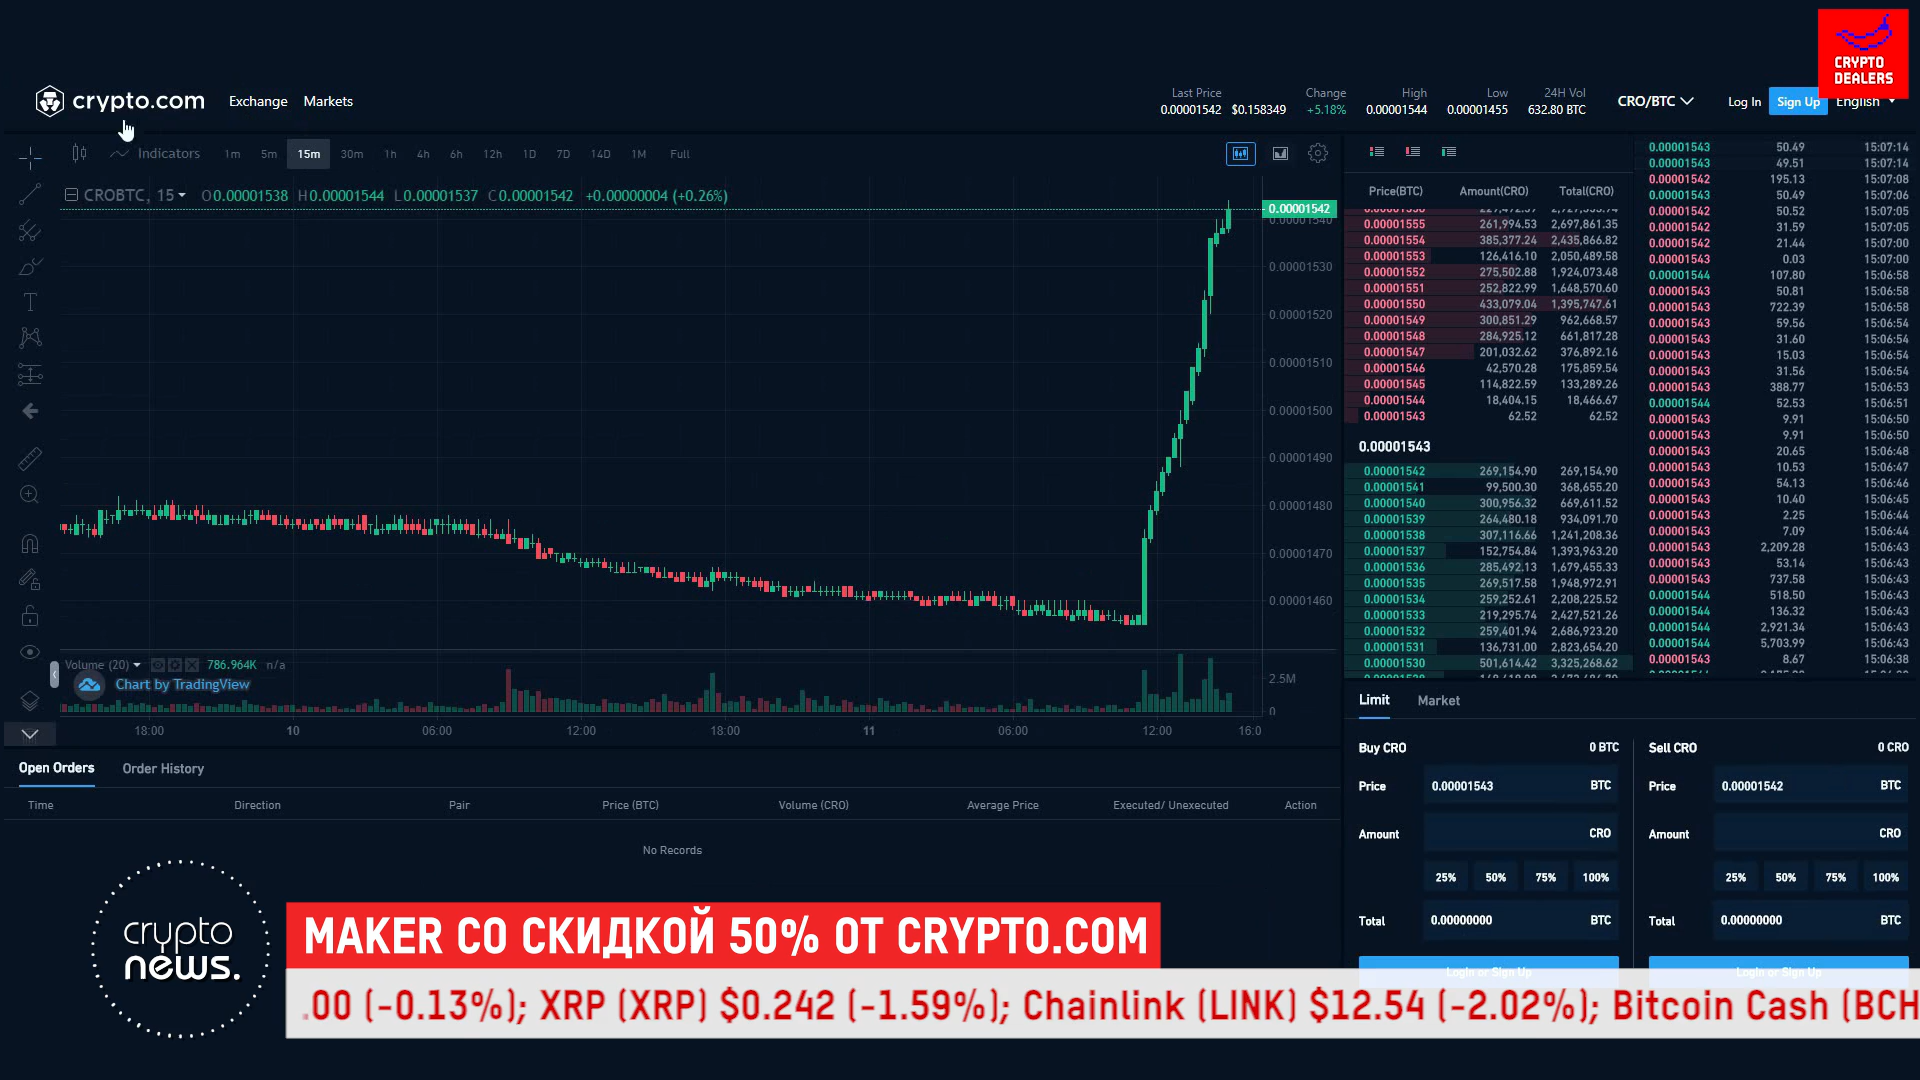 CRYPTO
DEALERS
crypto.com Exchange Markets
Last Price Change High Low 24H Vol
0.00001542 $0.158349 +5.18% 0.00001544 0.00001455 632.80 BTC
CRO/BTC Log In Sign Up English
Indicators 1m 5m 15m 30m 1h 4h 6h 12h 1D 7D 14D 1M Full
CROBTC, 15 O0.00001538 H0.00001544 L0.00001537 C0.00001542 +0.00000004 (+0.26%)
0.00001542
0.00001540
0.00001530
0.00001520
0.00001510
0.00001500
0.00001490
0.00001480
0.00001470
0.00001460
Volume (20) 786.964K n/a
Chart by TradingView
2.5M
0
18:00 10 06:00 12:00 18:00 11 06:00 12:00 16:0
Price(BTC) Amount(CRO) Total(CRO)
0.00001555 261,994.53 2,697,861.35
0.00001554 385,377.24 2,435,866.82
0.00001553 126,416.10 2,050,489.58
0.00001552 275,502.88 1,924,073.48
0.00001551 252,822.99 1,648,570.60
0.00001550 433,079.04 1,395,747.61
0.00001549 300,851.29 962,668.57
0.00001548 284,925.12 661,817.28
0.00001547 201,032.62 376,892.16
0.00001546 42,570.28 175,859.54
0.00001545 114,822.59 133,289.26
0.00001544 18,404.15 18,466.67
0.00001543 62.52 62.52
0.00001543
0.00001542 269,154.90 269,154.90
0.00001541 99,500.30 368,655.20
0.00001540 300,956.32 669,611.52
0.00001539 264,480.18 934,091.70
0.00001538 307,116.66 1,241,208.36
0.00001537 152,754.84 1,393,963.20
0.00001536 285,492.13 1,679,455.33
0.00001535 269,517.58 1,948,972.91
0.00001534 259,252.61 2,208,225.52
0.00001533 219,295.74 2,427,521.26
0.00001532 259,401.94 2,686,923.20
0.00001531 136,731.00 2,823,654.20
0.00001530 501,614.42 3,325,268.62
0.00001543 50.49 15:07:14
0.00001543 49.51 15:07:14
0.00001542 195.13 15:07:08
0.00001543 50.49 15:07:06
0.00001542 50.52 15:07:05
0.00001542 31.59 15:07:05
0.00001542 21.44 15:07:00
0.00001543 0.03 15:07:00
0.00001544 107.80 15:06:58
0.00001543 50.81 15:06:58
0.00001543 722.39 15:06:58
0.00001543 59.56 15:06:54
0.00001543 31.60 15:06:54
0.00001543 15.03 15:06:54
0.00001543 31.56 15:06:54
0.00001543 388.77 15:06:53
0.00001544 52.53 15:06:51
0.00001543 9.91 15:06:50
0.00001543 9.91 15:06:50
0.00001543 20.65 15:06:48
0.00001543 10.53 15:06:47
0.00001543 54.13 15:06:46
0.00001543 10.40 15:06:45
0.00001543 2.25 15:06:44
0.00001543 7.09 15:06:44
0.00001543 2,209.28 15:06:43
0.00001543 53.14 15:06:43
0.00001543 737.58 15:06:43
0.00001544 518.50 15:06:43
0.00001544 136.32 15:06:43
0.00001544 2,921.34 15:06:43
0.00001544 5,703.99 15:06:43
0.00001543 8.67 15:06:38
Limit Market
Buy CRO 0 BTC Sell CRO 0 CRO
Price 0.00001543 BTC Price 0.00001542 BTC
Amount CRO Amount CRO
25% 50% 75% 100% 25% 50% 75% 100%
Total 0.00000000 BTC Total 0.00000000 BTC
Login or Sign Up Login or Sign Up
Open Orders Order History
Time Direction Pair Price (BTC) Volume (CRO) Average Price Executed/ Unexecuted Action
No Records
crypto
news.
MAKER СО СКИДКОЙ 50% ОТ CRYPTO.COM
.00 (-0.13%); XRP (XRP) $0.242 (-1.59%); Chainlink (LINK) $12.54 (-2.02%); Bitcoin Cash (BCH